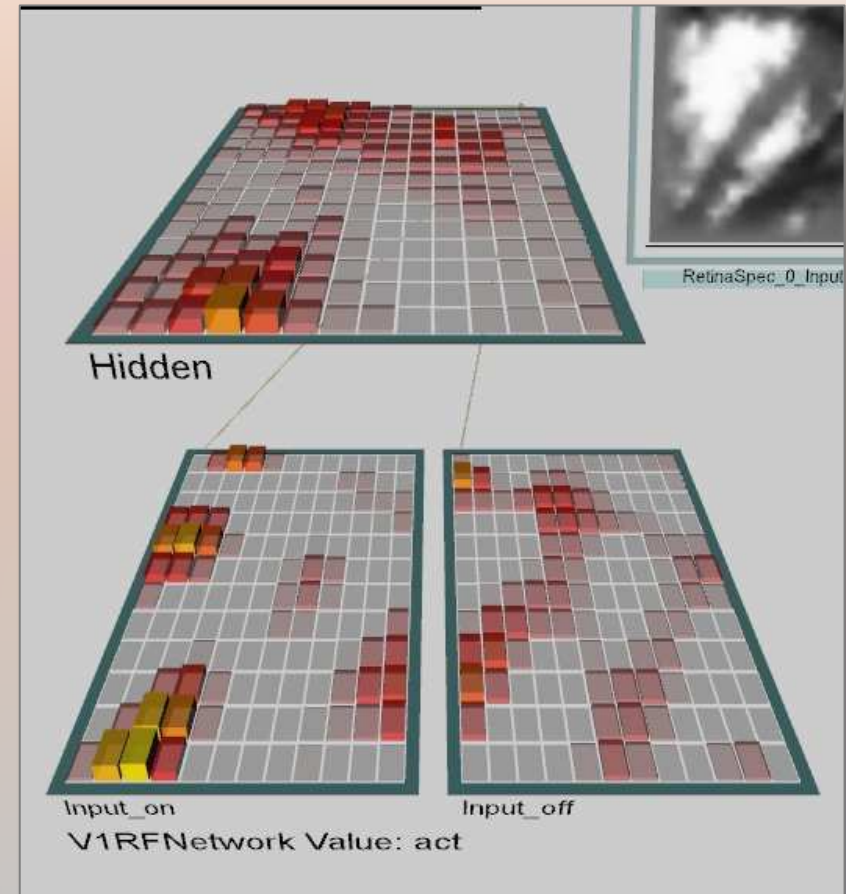 RetinaSpec_0_Input
Hidden
Input_on
Input_off
V1RFNetwork Value: act